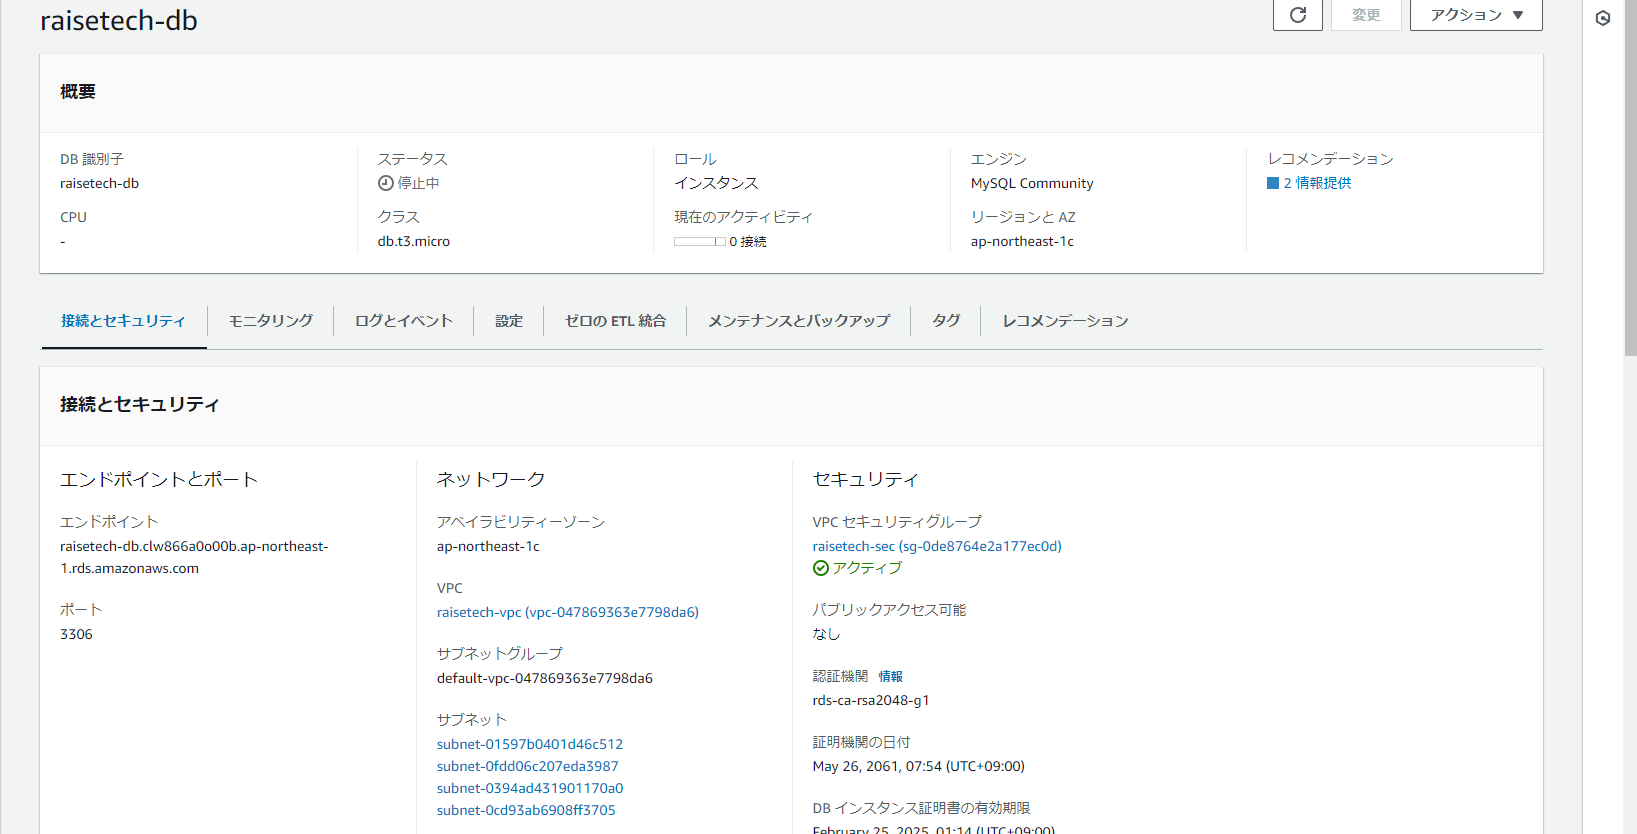 raisetech-db
変更
アクション
概要
DB 識別子
raisetech-db
ステータス
停止中
ロール
インスタンス
エンジン
MySQL Community
レコメンデーション
2 情報提供
CPU
-
クラス
db.t3.micro
現在のアクティビティ
0 接続
リージョンと AZ
ap-northeast-1c
接続とセキュリティ
モニタリング
ログとイベント
設定
ゼロの ETL 統合
メンテナンスとバックアップ
タグ
レコメンデーション
接続とセキュリティ
エンドポイントとポート
エンドポイント
raisetech-db.clw866a0o00b.ap-northeast-
1.rds.amazonaws.com
ポート
3306
ネットワーク
アベイラビリティーゾーン
ap-northeast-1c
VPC
raisetech-vpc (vpc-047869363e7798da6)
サブネットグループ
default-vpc-047869363e7798da6
サブネット
subnet-01597b0401d46c512
subnet-0fdd06c207eda3987
subnet-0394ad431901170a0
subnet-0cd93ab6908ff3705
セキュリティ
VPC セキュリティグループ
raisetech-sec (sg-0de8764e2a177ec0d)
アクティブ
パブリックアクセス可能
なし
認証機関 情報
rds-ca-rsa2048-g1
証明機関の日付
May 26, 2061, 07:54 (UTC+09:00)
DB インスタンス証明書の有効期限
February 25, 2025, 01:14 (UTC+09:00)